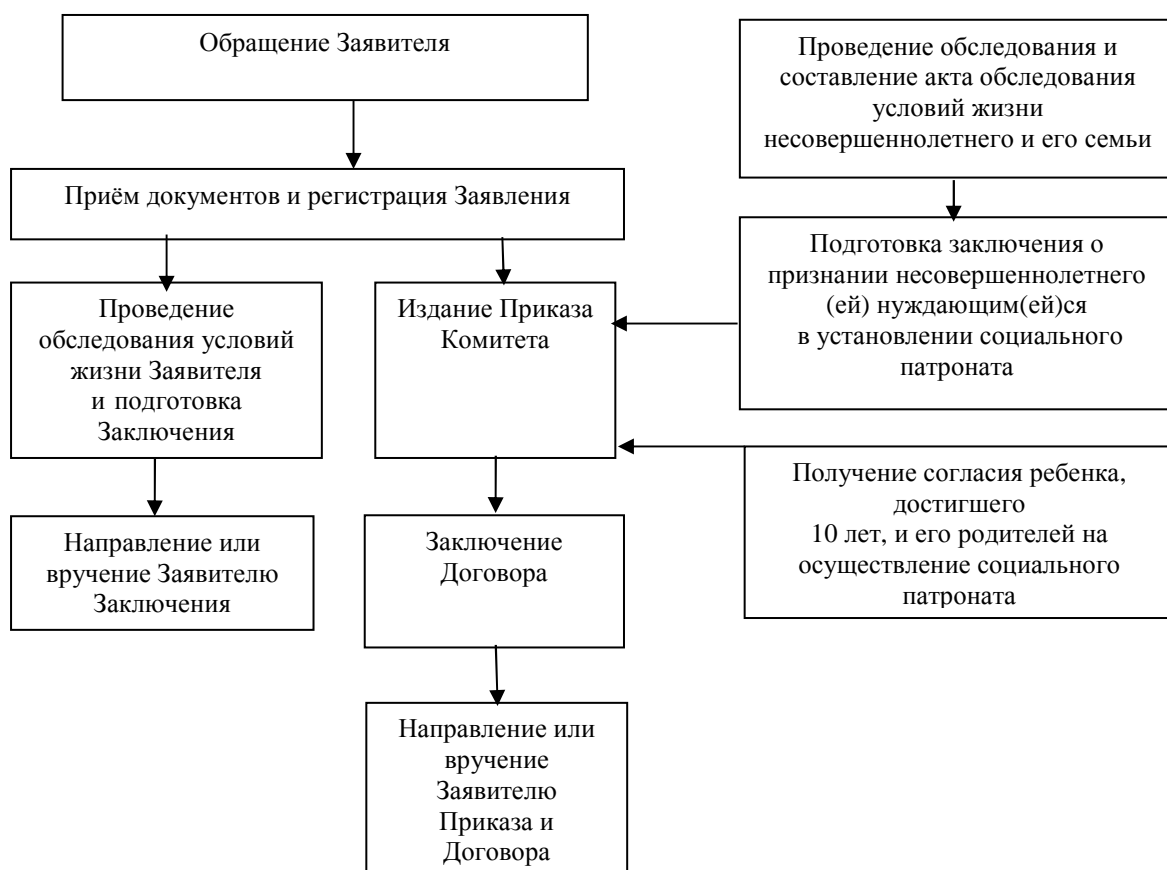 Обращение Заявителя
Проведение обследования и
составление акта обследования
условий жизни
несовершеннолетнего и его семьи
Приём документов и регистрация Заявления
Подготовка заключения о
признании несовершеннолетнего
(ей) нуждающим(ей)ся
в установлении социального
патроната
Проведение
обследования условий
жизни Заявителя
и подготовка
Заключения
Издание Приказа
Комитета
Получение согласия ребенка,
достигшего
10 лет, и его родителей на
осуществление социального
патроната
Направление или
вручение Заявителю
Заключения
Заключение
Договора
Направление или
вручение
Заявителю
Приказа и
Договора